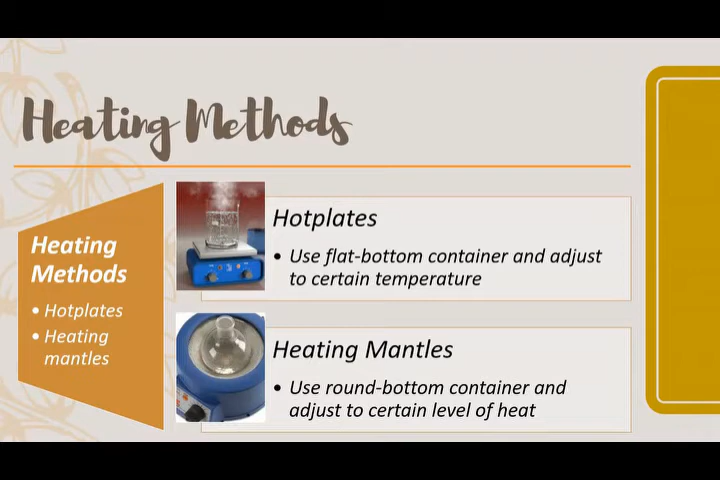 Heating Methods
Heating
Methods
• Hotplates
• Heating
mantles
Hotplates
• Use flat-bottom container and adjust
to certain temperature
Heating Mantles
• Use round-bottom container and
adjust to certain level of heat